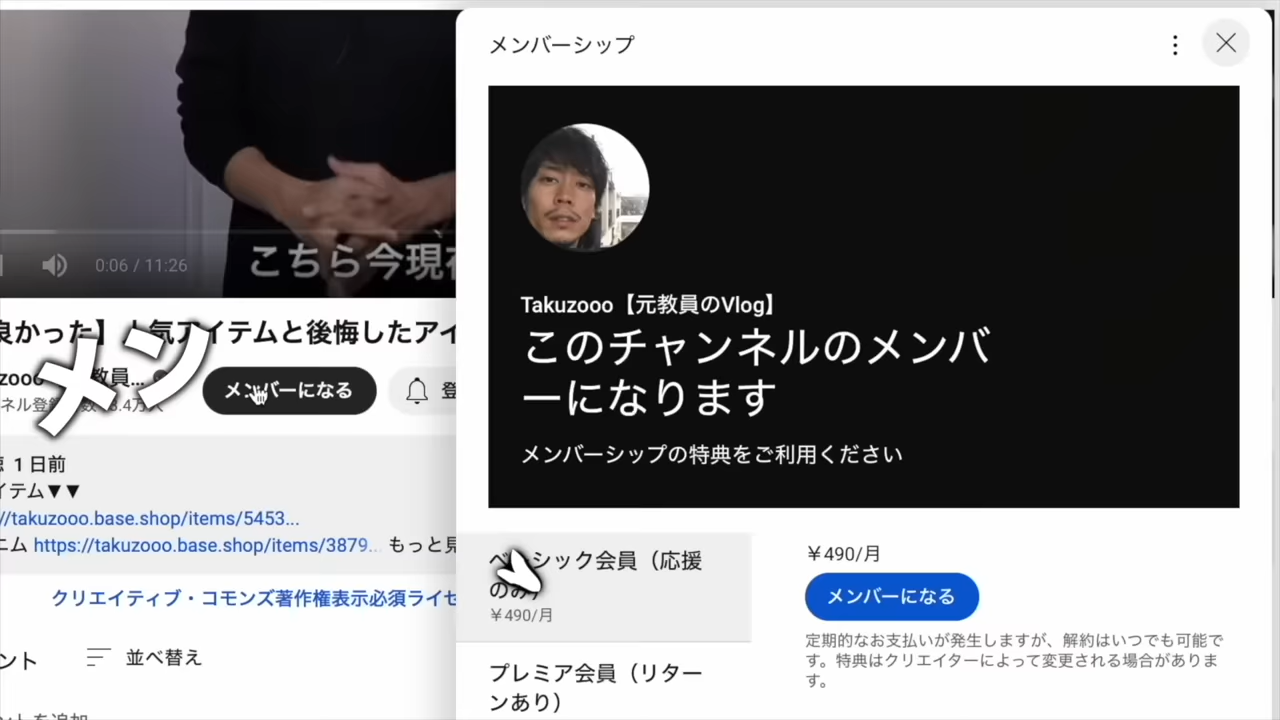 メンバーシップ
Takuzooo【元教員のVlog】
このチャンネルのメンバ
ーになります
メンバーシップの特典をご利用ください
こちら今現
0:06 / 11:26
良かった】人気アイテムと後悔したアイ
メン
メンバーになる
登
1日前
イテム▼▼
//takuzooo.base.shop/items/5453...
ニム https://takuzooo.base.shop/items/3879... もっと見
クリエイティブ・コモンズ著作権表示必須ライセ
ント
並べ替え
ベーシック会員（応援
のみ）
￥490/月
プレミア会員（リター
ンあり）
￥490/月
メンバーになる
定期的なお支払いが発生しますが、解約はいつでも可能で
す。特典はクリエイターによって変更される場合がありま
す。